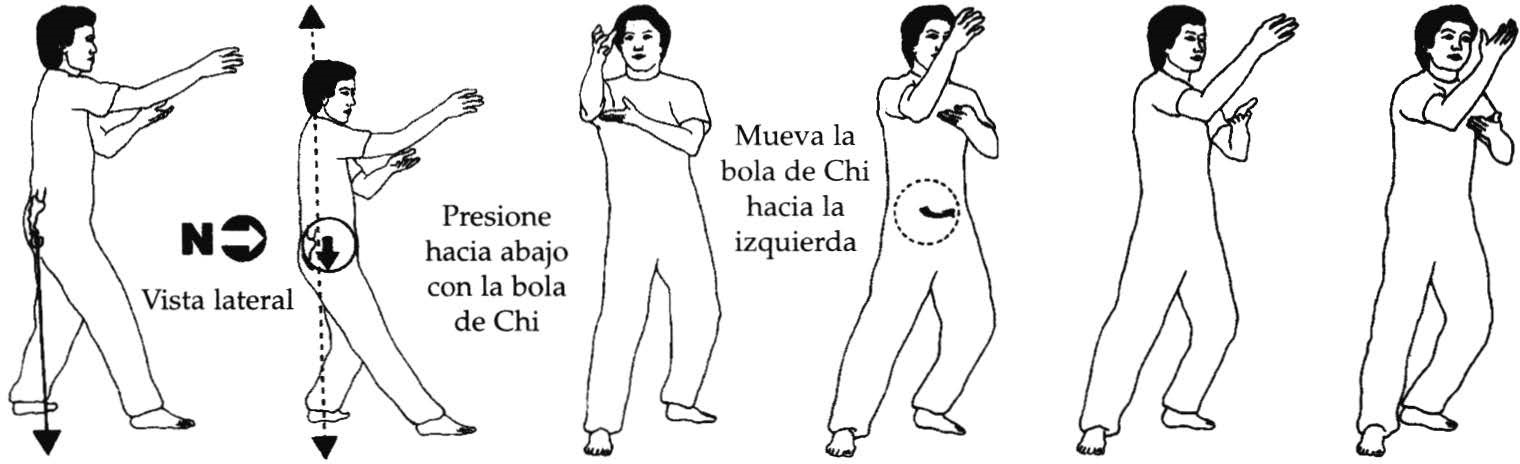 N
Vista lateral
Presione
hacia abajo
con la bola
de Chi
Mueva la
bola de Chi
hacia la
izquierda